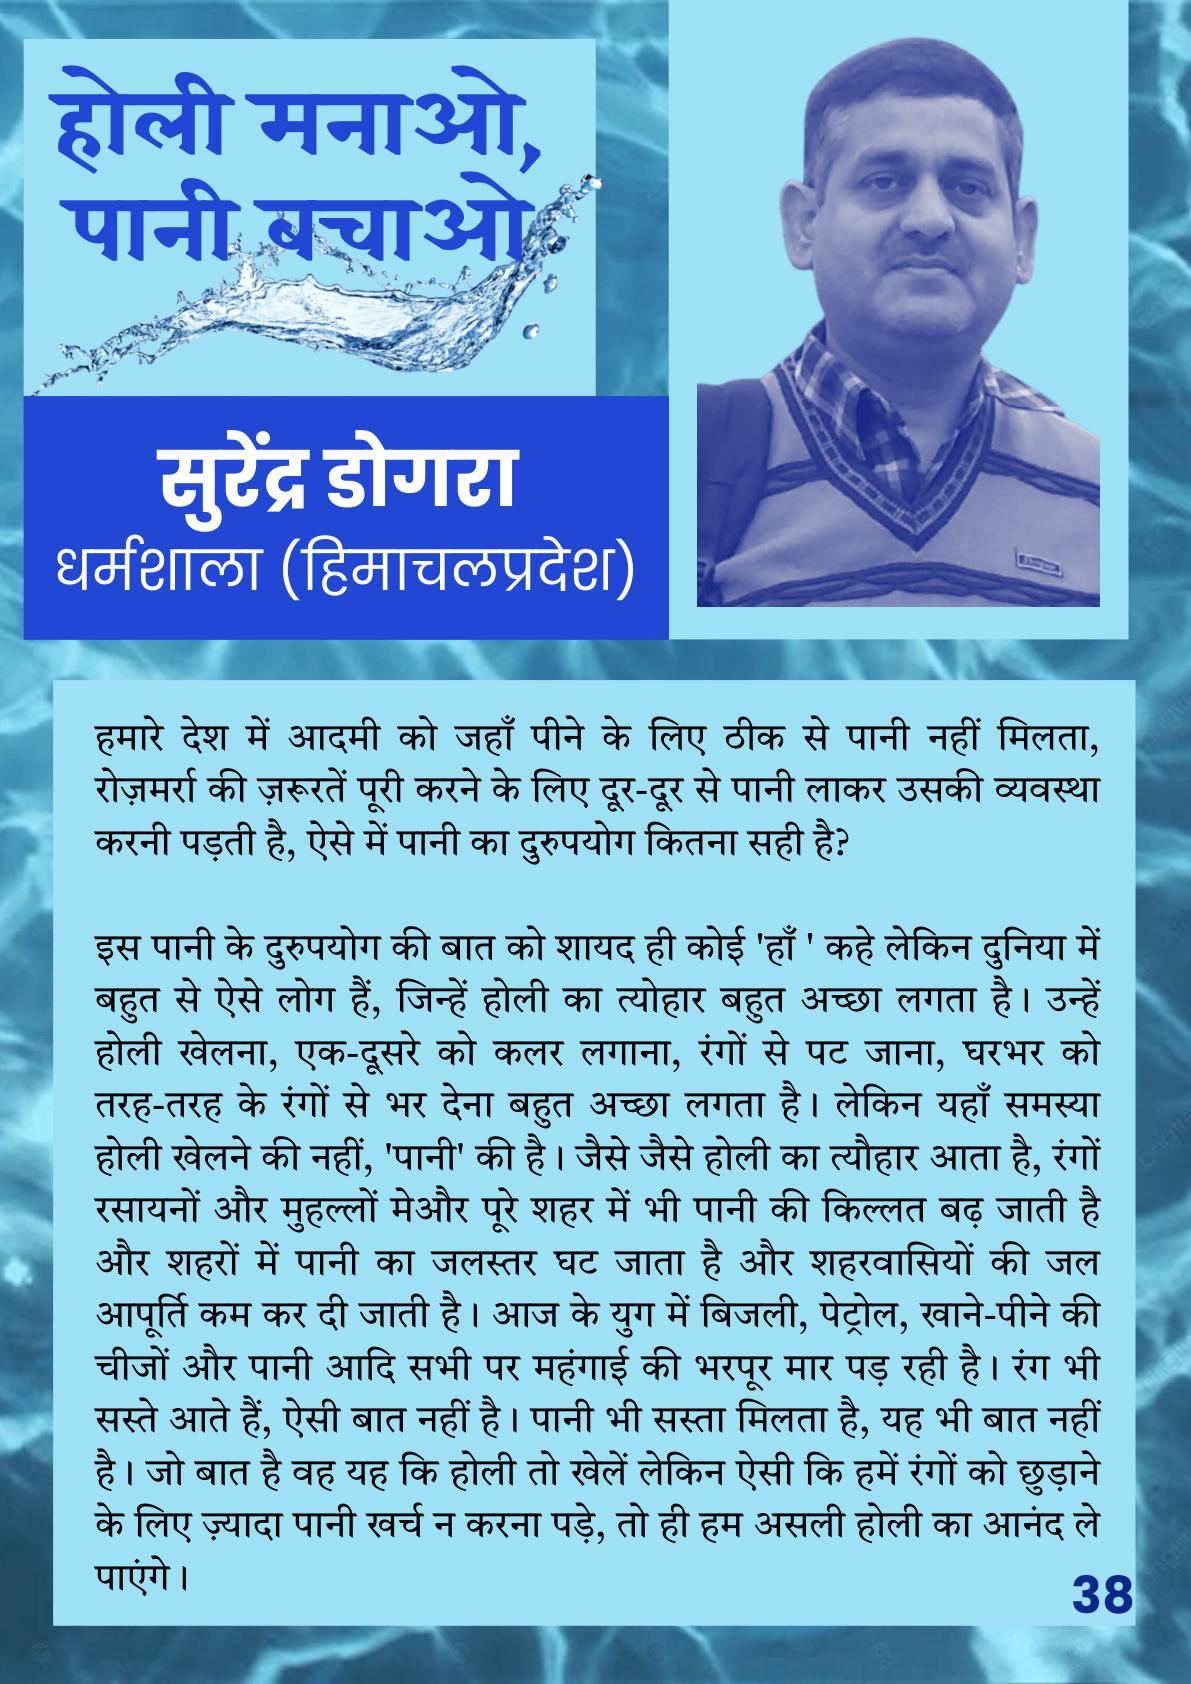 होली मनाओ,
पानी बचाओ
सुरेंद्र डोगरा
धर्मशाला (हिमाचलप्रदेश)
हमारे देश में आदमी को जहाँ पीने के लिए ठीक से पानी नहीं मिलता,
रोज़मर्रा की ज़रूरतें पूरी करने के लिए दूर-दूर से पानी लाकर उसकी व्यवस्था
करनी पड़ती है, ऐसे में पानी का दुरुपयोग कितना सही है?
इस पानी के दुरुपयोग की बात को शायद ही कोई 'हाँ ' कहे लेकिन दुनिया में
बहुत से ऐसे लोग हैं, जिन्हें होली का त्योहार बहुत अच्छा लगता है। उन्हें
होली खेलना, एक-दूसरे को कलर लगाना, रंगों से पट जाना, घरभर को
तरह-तरह के रंगों से भर देना बहुत अच्छा लगता है। लेकिन यहाँ समस्या
होली खेलने की नहीं, 'पानी' की है। जैसे जैसे होली का त्यौहार आता है, रंगों
रसायनों और मुहल्लों मेऔर पूरे शहर में भी पानी की किल्लत बढ़ जाती है
और शहरों में पानी का जलस्तर घट जाता है और शहरवासियों की जल
आपूर्ति कम कर दी जाती है। आज के युग में बिजली, पेट्रोल, खाने-पीने की
चीजों और पानी आदि सभी पर महंगाई की भरपूर मार पड़ रही है। रंग भी
सस्ते आते हैं, ऐसी बात नहीं है। पानी भी सस्ता मिलता है, यह भी बात नहीं
है। जो बात है वह यह कि होली तो खेलें लेकिन ऐसी कि हमें रंगों को छुड़ाने
के लिए ज़्यादा पानी खर्च न करना पड़े, तो ही हम असली होली का आनंद ले
पाएंगे।
38